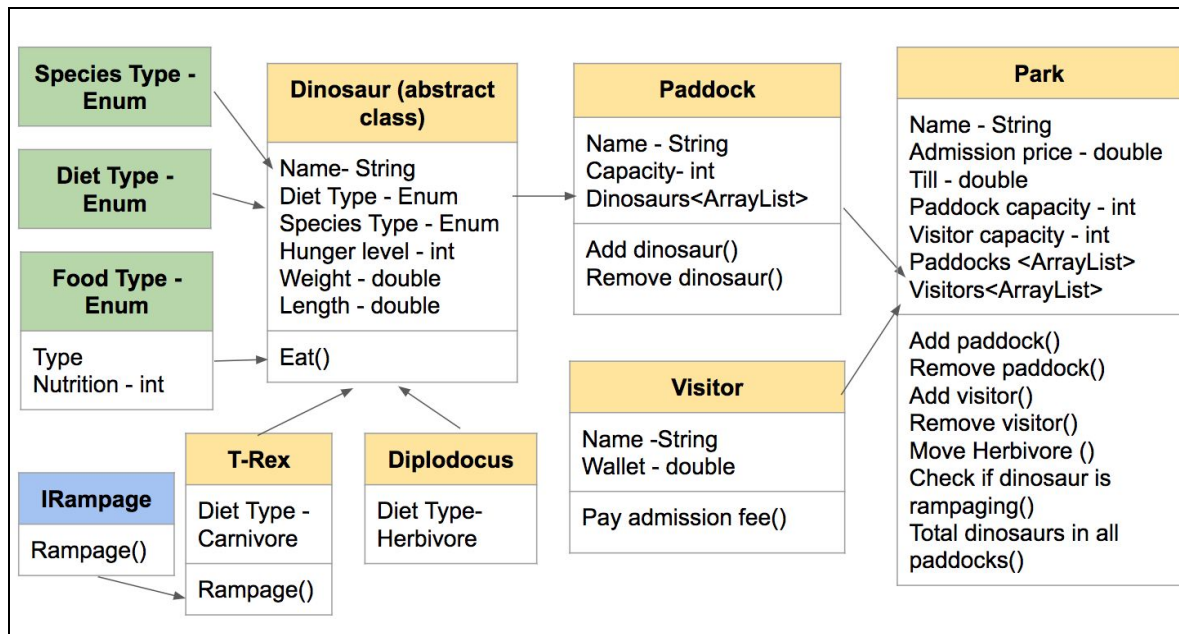 Species Type -
Enum
Diet Type -
Enum
Food Type -
Enum
Type
Nutrition - int
Dinosaur (abstract
class)
Name- String
Diet Type - Enum
Species Type - Enum
Hunger level - int
Weight - double
Length - double
Eat()
IRampage
Rampage()
T-Rex
Diet Type -
Carnivore
Rampage()
Diplodocus
Diet Type-
Herbivore
Paddock
Name - String
Capacity- int
Dinosaurs<ArrayList>
Add dinosaur()
Remove dinosaur()
Visitor
Name -String
Wallet - double
Pay admission fee()
Park
Name - String
Admission price - double
Till - double
Paddock capacity - int
Visitor capacity - int
Paddocks <ArrayList>
Visitors<ArrayList>
Add paddock()
Remove paddock()
Add visitor()
Remove visitor()
Move Herbivore ()
Check if dinosaur is
rampaging()
Total dinosaurs in all
paddocks()